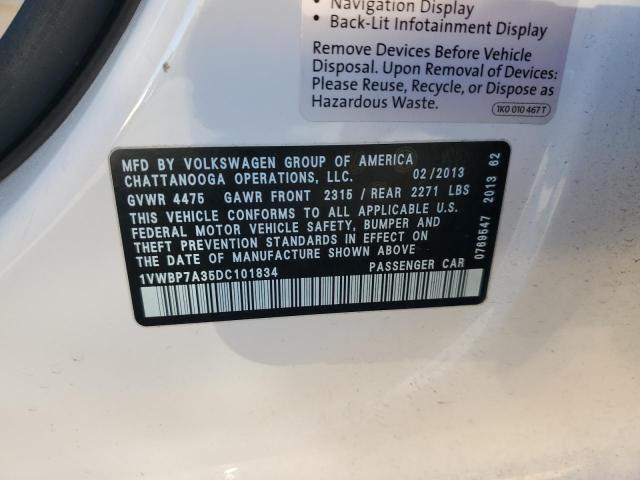 • Navigation Display
• Back-Lit Infotainment Display
Remove Devices Before Vehicle
Disposal. Upon Removal of Devices:
Please Reuse, Recycle, or Dispose as
Hazardous Waste.
1K0 010 467 T
MFD BY VOLKSWAGEN GROUP OF AMERICA
CHATTANOOGA OPERATIONS, LLC. 02/2013
GVWR 4475 GAWR FRONT 2315 / REAR 2271 LBS
THIS VEHICLE CONFORMS TO ALL APPLICABLE U.S.
FEDERAL MOTOR VEHICLE SAFETY, BUMPER AND
THEFT PREVENTION STANDARDS IN EFFECT ON
THE DATE OF MANUFACTURE SHOWN ABOVE
1VWBP7A35DC101834 PASSENGER CAR
0769547 2013 62